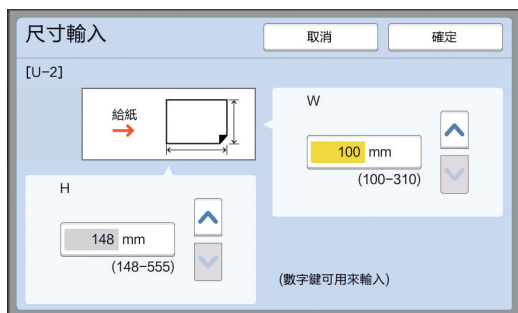 尺寸輸入
取消
確定
[U-2]
給紙
W
100 mm
(100-310)
H
148 mm
(148-555)
(數字鍵可用來輸入)